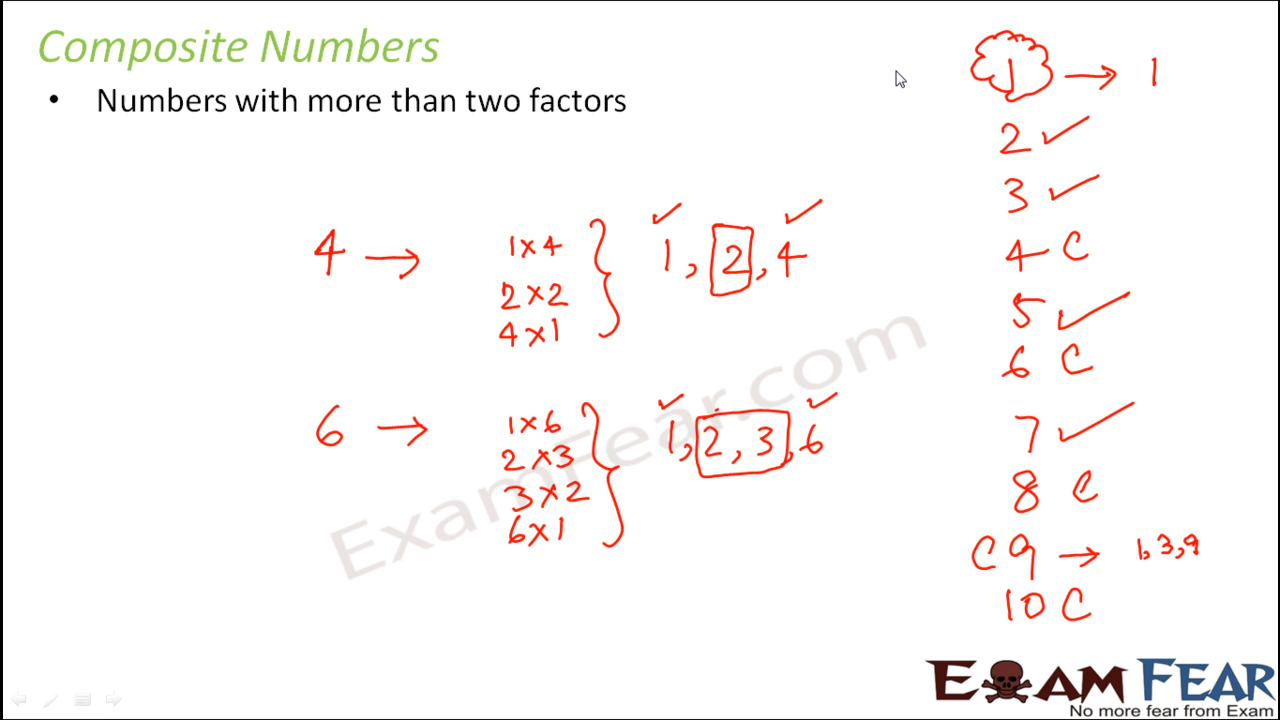 Composite Numbers
• Numbers with more than two factors
4 → 1×4 } 1, 2, 4
2×2
4×1
6 → 1×6 } 1, 2, 3, 6
2×3
3×2
6×1
1 → 1
2 ✓
3 ✓
4 C
5 ✓
6 C
7 ✓
8 C
C 9 → 1, 3, 9
10 C
ExamFear.com
EXAM FEAR
No more fear from Exam